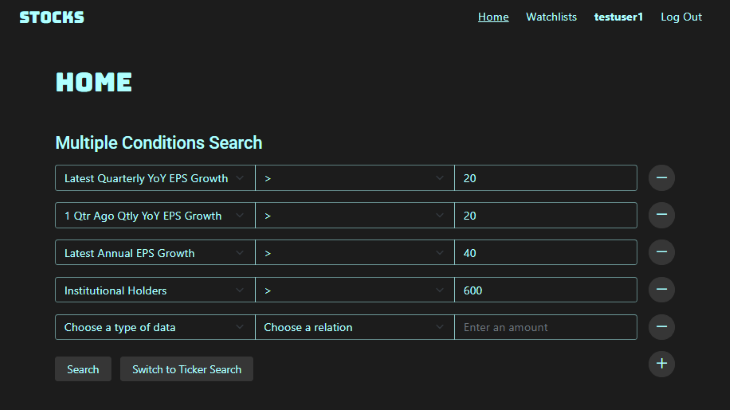 STOCKS Home Watchlists testuser1 Log Out
HOME
Multiple Conditions Search
Latest Quarterly YoY EPS Growth > 20
1 Qtr Ago Qtly YoY EPS Growth > 20
Latest Annual EPS Growth > 40
Institutional Holders > 600
Choose a type of data Choose a relation Enter an amount
Search Switch to Ticker Search